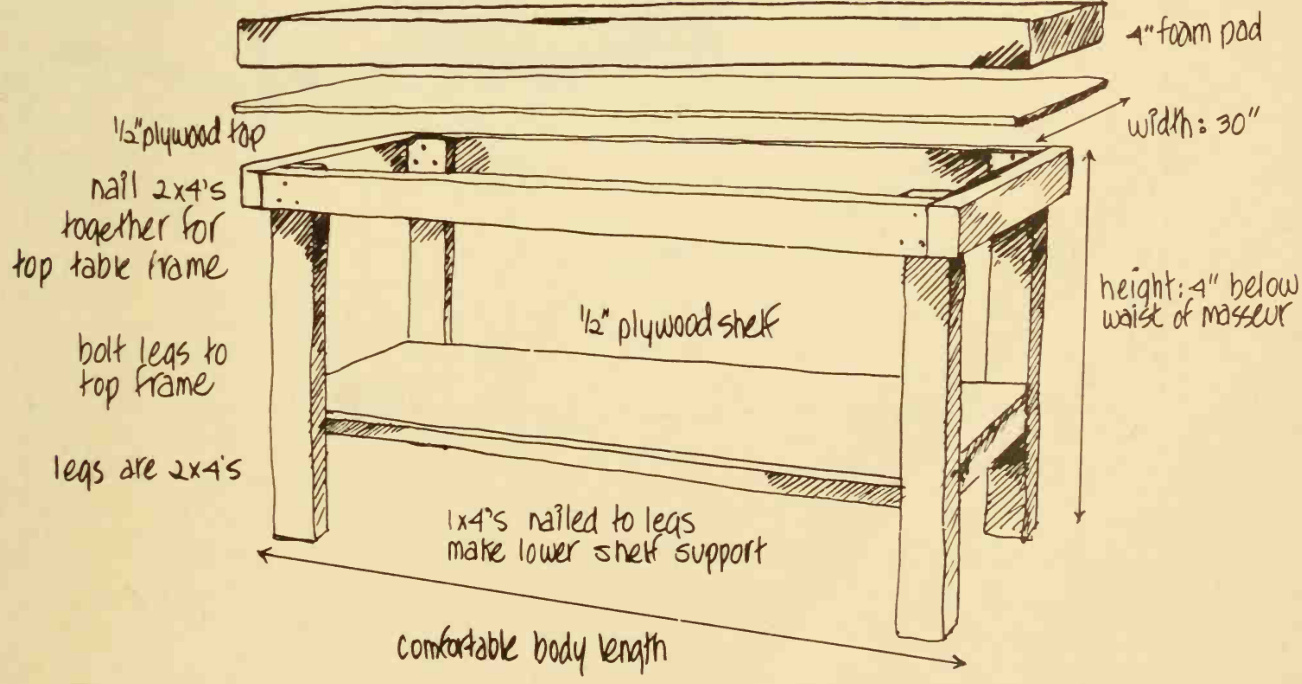 4" foam pad
width: 30"
1/2" plywood top
nail 2x4's
together for
top table frame
height: 4" below
waist of masseur
1/2" plywood shelf
bolt legs to
top frame
legs are 2x4's
1x4's nailed to legs
make lower shelf support
comfortable body length